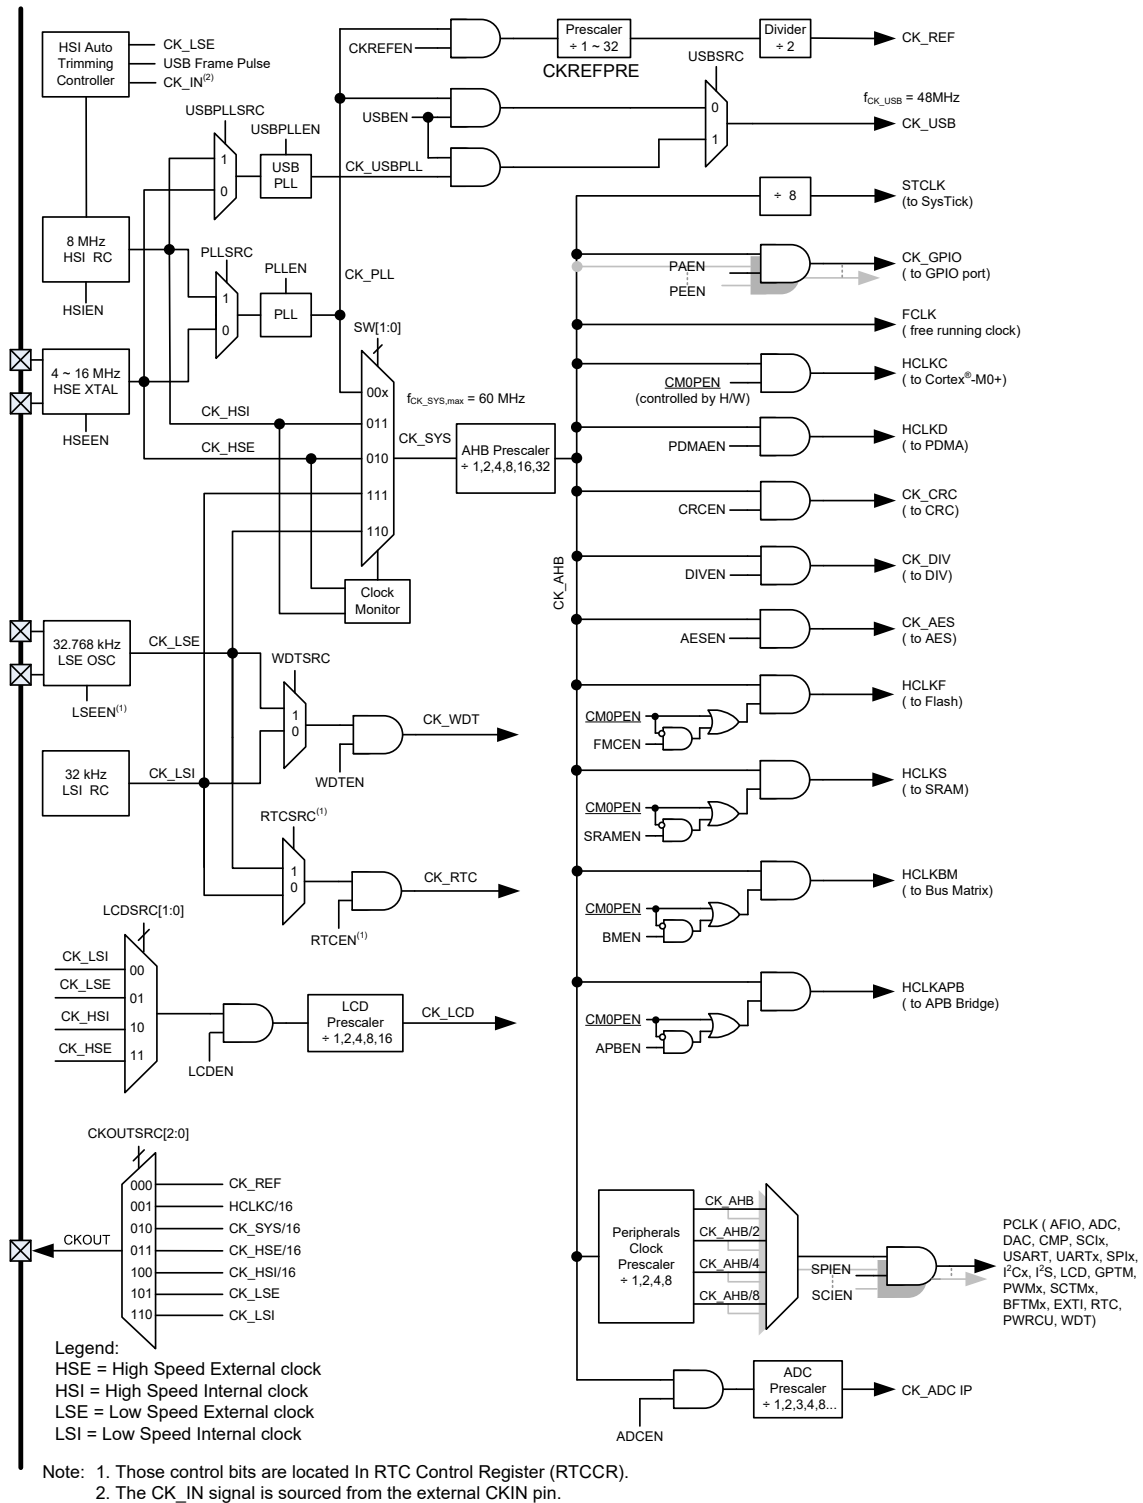 HSI Auto
Trimming
Controller
CK_LSE
USB Frame Pulse
CK_IN(2)
CKREFEN
Prescaler
÷ 1 ~ 32
CKREFPRE
Divider
÷ 2
CK_REF
USBSRC
USBEN
0
1
fCK_USB = 48MHz
CK_USB
USBPLLSRC
1
0
USBPLLEN
USB
PLL
CK_USBPLL
÷ 8
STCLK
(to SysTick)
8 MHz
HSI RC
HSIEN
PLLSRC
1
0
PLLEN
PLL
CK_PLL
PAEN
PEEN
CK_GPIO
( to GPIO port)
FCLK
( free running clock)
4 ~ 16 MHz
HSE XTAL
HSEEN
SW[1:0]
00x
011
010
111
110
fCK_SYS,max = 60 MHz
CK_HSI
CK_HSE
CK_SYS
AHB Prescaler
÷ 1,2,4,8,16,32
CM0PEN
(controlled by H/W)
HCLKC
( to Cortex®-M0+)
PDMAEN
HCLKD
( to PDMA)
CRCEN
CK_CRC
( to CRC)
CK_AHB
DIVEN
CK_DIV
( to DIV)
Clock
Monitor
AESEN
CK_AES
( to AES)
32.768 kHz
LSE OSC
LSEEN(1)
CK_LSE
WDTSRC
1
0
WDTEN
CK_WDT
CM0PEN
FMCEN
HCLKF
( to Flash)
32 kHz
LSI RC
CK_LSI
CM0PEN
SRAMEN
HCLKS
( to SRAM)
RTCSRC(1)
1
0
RTCEN(1)
CK_RTC
CM0PEN
BMEN
HCLKBM
( to Bus Matrix)
LCDSRC[1:0]
CK_LSI
00
CK_LSE
01
CK_HSI
10
CK_HSE
11
LCDEN
LCD
Prescaler
÷ 1,2,4,8,16
CK_LCD
CM0PEN
APBEN
HCLKAPB
( to APB Bridge)
CKOUTSRC[2:0]
CKOUT
000 CK_REF
001 HCLKC/16
010 CK_SYS/16
011 CK_HSE/16
100 CK_HSI/16
101 CK_LSE
110 CK_LSI
Peripherals
Clock
Prescaler
÷ 1,2,4,8
CK_AHB
CK_AHB/2
CK_AHB/4
CK_AHB/8
SPIEN
SCIEN
PCLK ( AFIO, ADC,
DAC, CMP, SCIx,
USART, UARTx, SPIx,
I2Cx, I2S, LCD, GPTM,
PWMx, SCTMx,
BFTMx, EXTI, RTC,
PWRCU, WDT)
ADCEN
ADC
Prescaler
÷ 1,2,3,4,8...
CK_ADC IP
Legend:
HSE = High Speed External clock
HSI = High Speed Internal clock
LSE = Low Speed External clock
LSI = Low Speed Internal clock
Note: 1. Those control bits are located In RTC Control Register (RTCCR).
2. The CK_IN signal is sourced from the external CKIN pin.